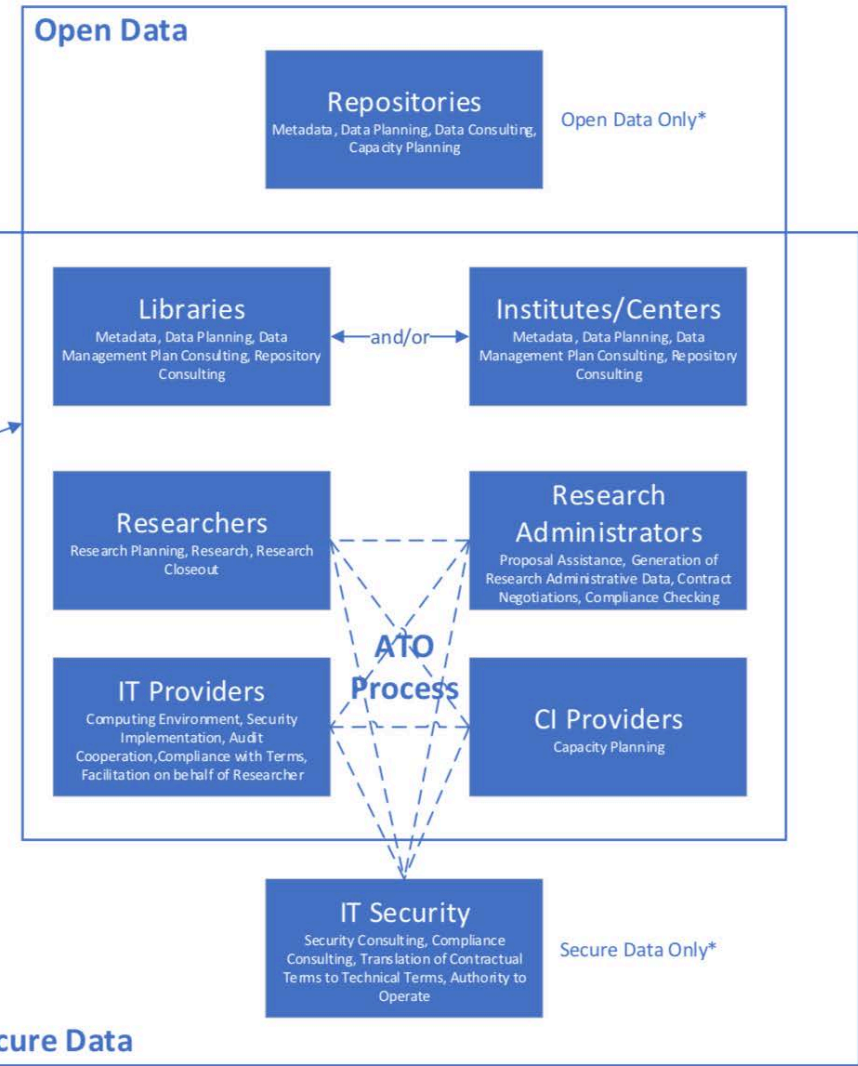 Open Data
Repositories
Metadata, Data Planning, Data Consulting,
Capacity Planning
Open Data Only*
Libraries
Metadata, Data Planning, Data
Management Plan Consulting, Repository
Consulting
and/or
Institutes/Centers
Metadata, Data Planning, Data
Management Plan Consulting, Repository
Consulting
Researchers
Research Planning, Research, Research
Closeout
Research
Administrators
Proposal Assistance, Generation of
Research Administrative Data, Contract
Negotiations, Compliance Checking
ATO
Process
IT Providers
Computing Environment, Security
Implementation, Audit
Cooperation,Compliance with Terms,
Facilitation on behalf of Researcher
CI Providers
Capacity Planning
IT Security
Security Consulting, Compliance
Consulting, Translation of Contractual
Terms to Technical Terms, Authority to
Operate
Secure Data Only*
cure Data